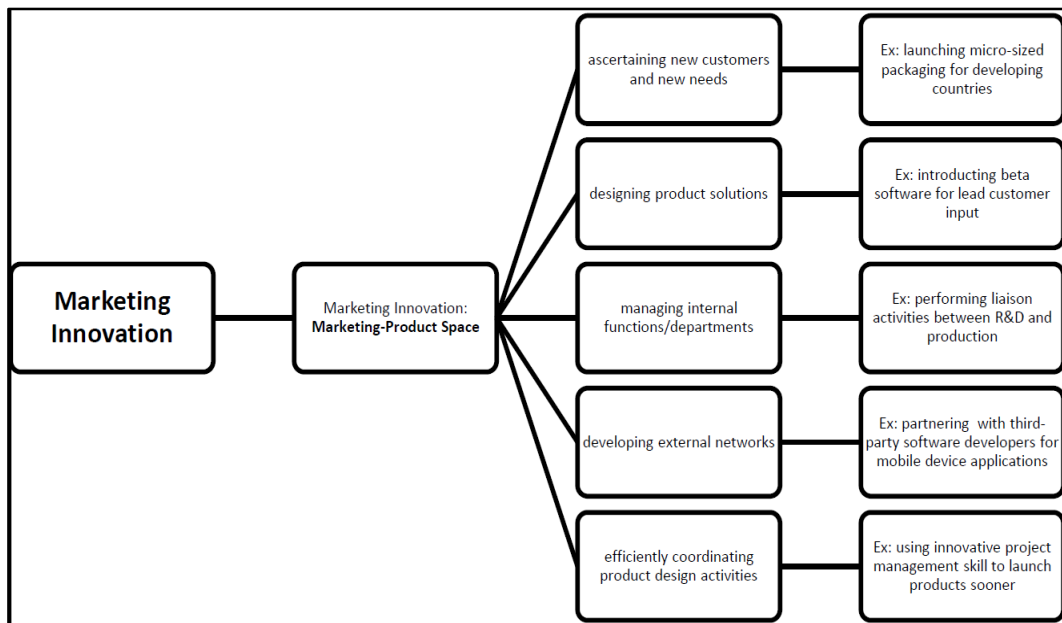 Marketing
Innovation
Marketing Innovation:
Marketing-Product Space
ascertaining new customers
and new needs
Ex: launching micro-sized
packaging for developing
countries
designing product solutions
Ex: introducting beta
software for lead customer
input
managing internal
functions/departments
Ex: performing liaison
activities between R&D and
production
developing external networks
Ex: partnering with third-
party software developers for
mobile device applications
efficiently coordinating
product design activities
Ex: using innovative project
management skill to launch
products sooner